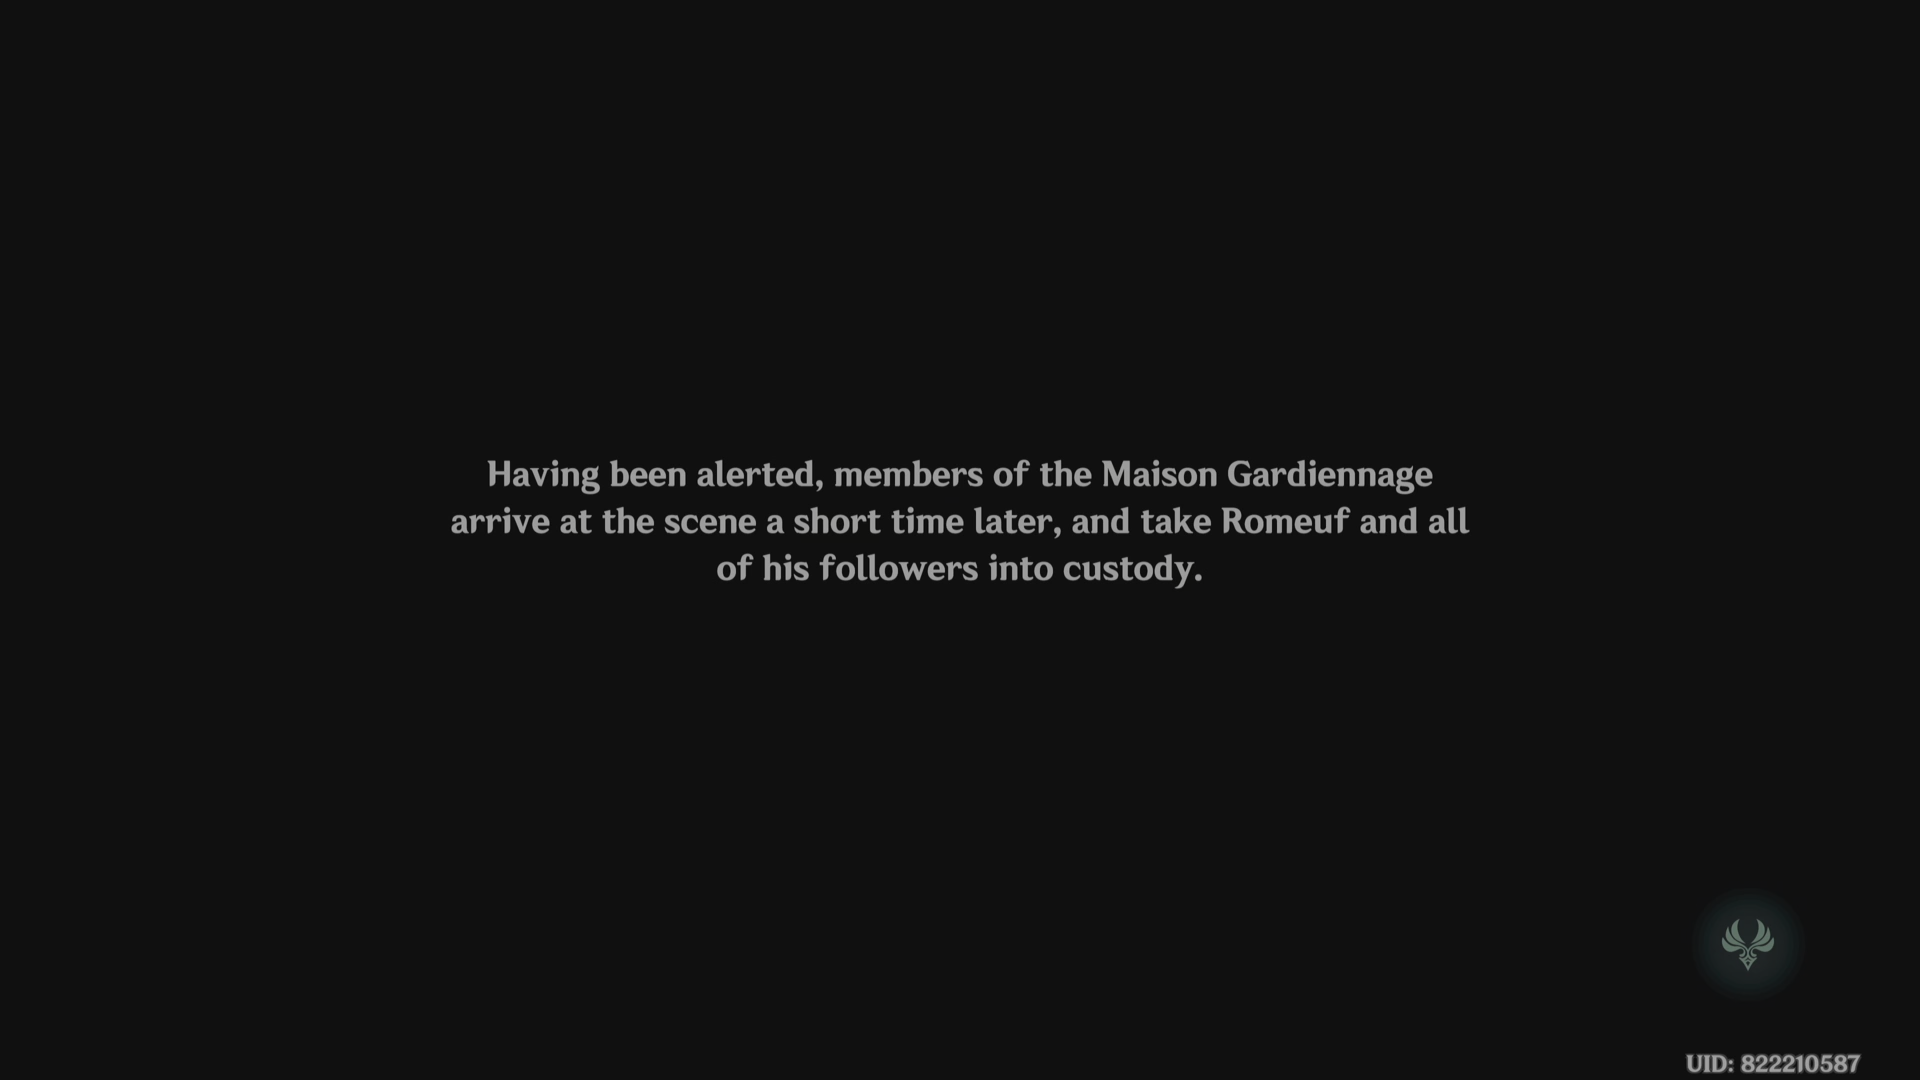 Having been alerted, members of the Maison Gardiennage
arrive at the scene a short time later, and take Romeuf and all
of his followers into custody.
UID: 822210587